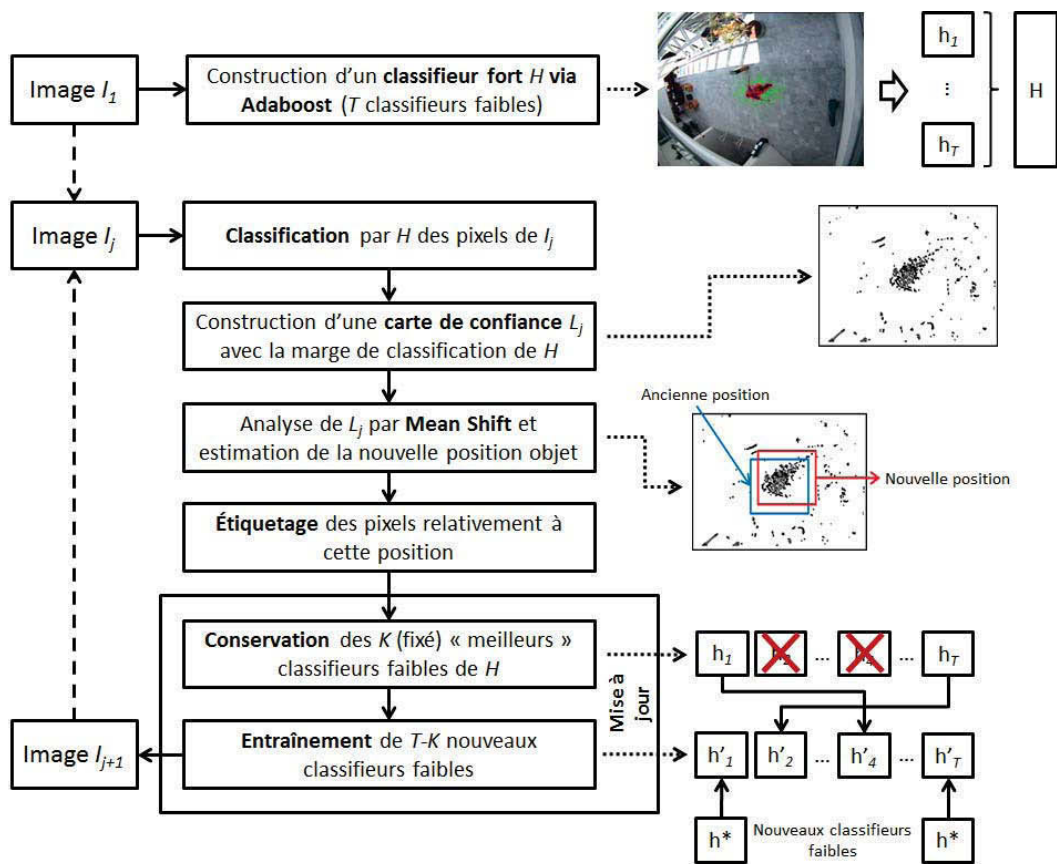 Image I1
Construction d'un classifieur fort H via
Adaboost (T classifieurs faibles)
h1
...
hT
H
Image Ij
Classification par H des pixels de Ij
Construction d'une carte de confiance Lj
avec la marge de classification de H
Analyse de Lj par Mean Shift et
estimation de la nouvelle position objet
Ancienne position
Nouvelle position
Étiquetage des pixels relativement à
cette position
Conservation des K (fixé) « meilleurs »
classifieurs faibles de H
Mise à
jour
h1
...
...
hT
Image Ij+1
Entraînement de T-K nouveaux
classifieurs faibles
h'1
h'2
...
h'4
...
h'T
h*
Nouveaux classifieurs
faibles
h*